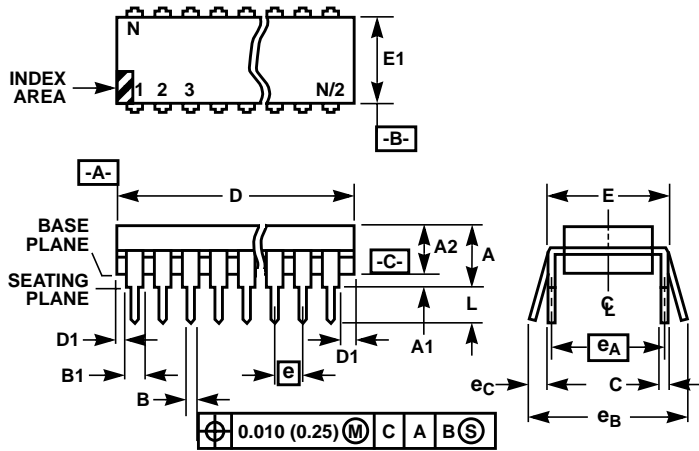 N
E1
INDEX
AREA
1 2 3 N/2
-B-
-A-
D
E
BASE
PLANE
A2
A
-C-
SEATING
PLANE
L
C L
D1
A1
D1
eA
B1
e
eC
C
B
eB
⌖ 0.010 (0.25) Ⓜ C A B Ⓢ